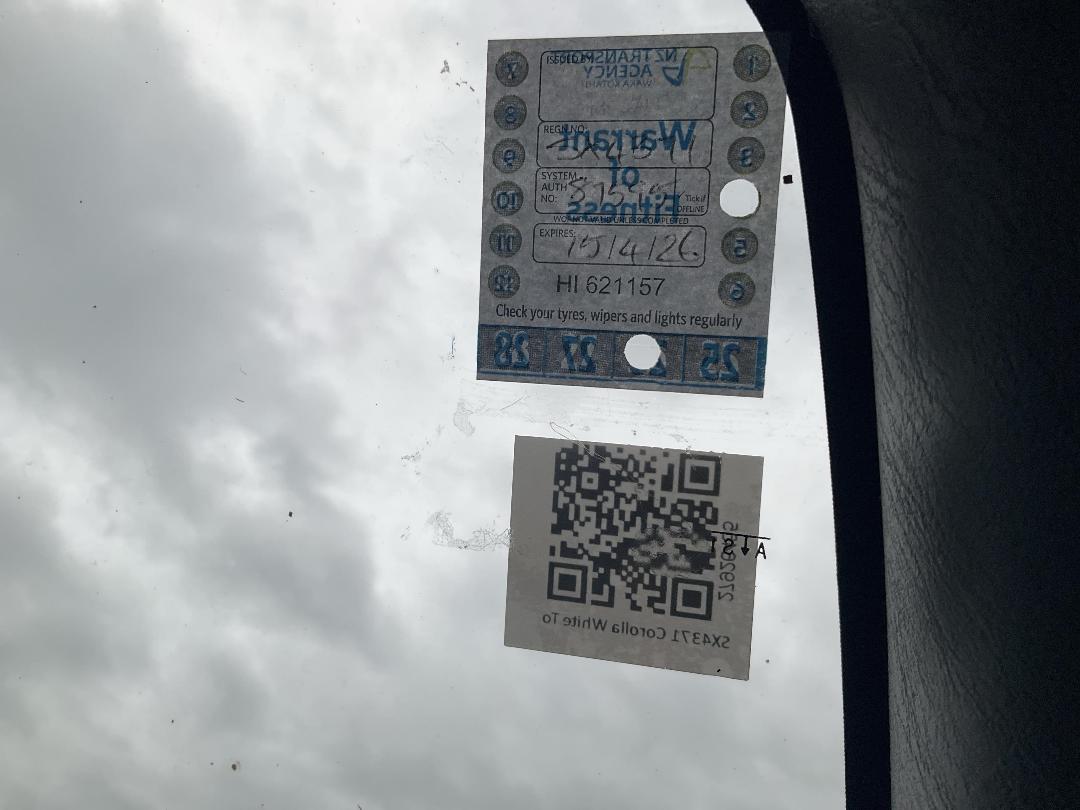 NZ TRANSPORT
AGENCY
WAKA KOTAHI
ISSUED BY
1
2
3
5
6
7
8
9
10
11
12
Warrant
of
Fitness
REGN NO:
SYSTEM
AUTH
NO:
Tick if
OFFLINE
WOF NOT VALID UNLESS COMPLETED
EXPIRES: 15/4/26
HI 621157
Check your tyres, wipers and lights regularly
25
27
28
SX4371 Corolla White To
A